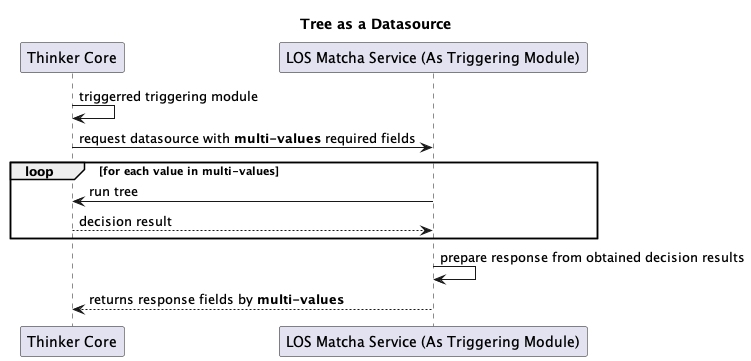 Tree as a Datasource
Thinker Core
LOS Matcha Service (As Triggering Module)
triggerred triggering module
request datasource with multi-values required fields
loop
[for each value in multi-values]
run tree
decision result
prepare response from obtained decision results
returns response fields by multi-values
Thinker Core
LOS Matcha Service (As Triggering Module)